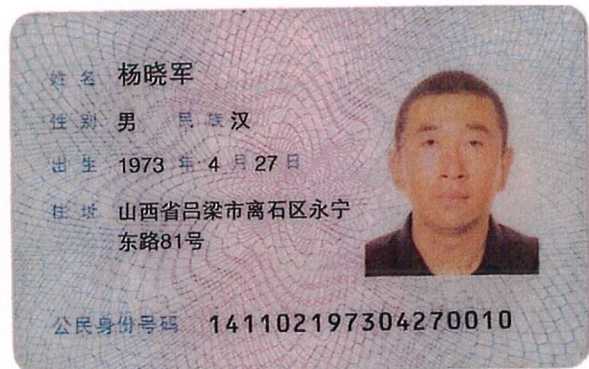 姓名 杨晓军
性别 男 民族 汉
出生 1973 年 4 月 27 日
住址 山西省吕梁市离石区永宁
东路81号
公民身份号码 141102197304270010